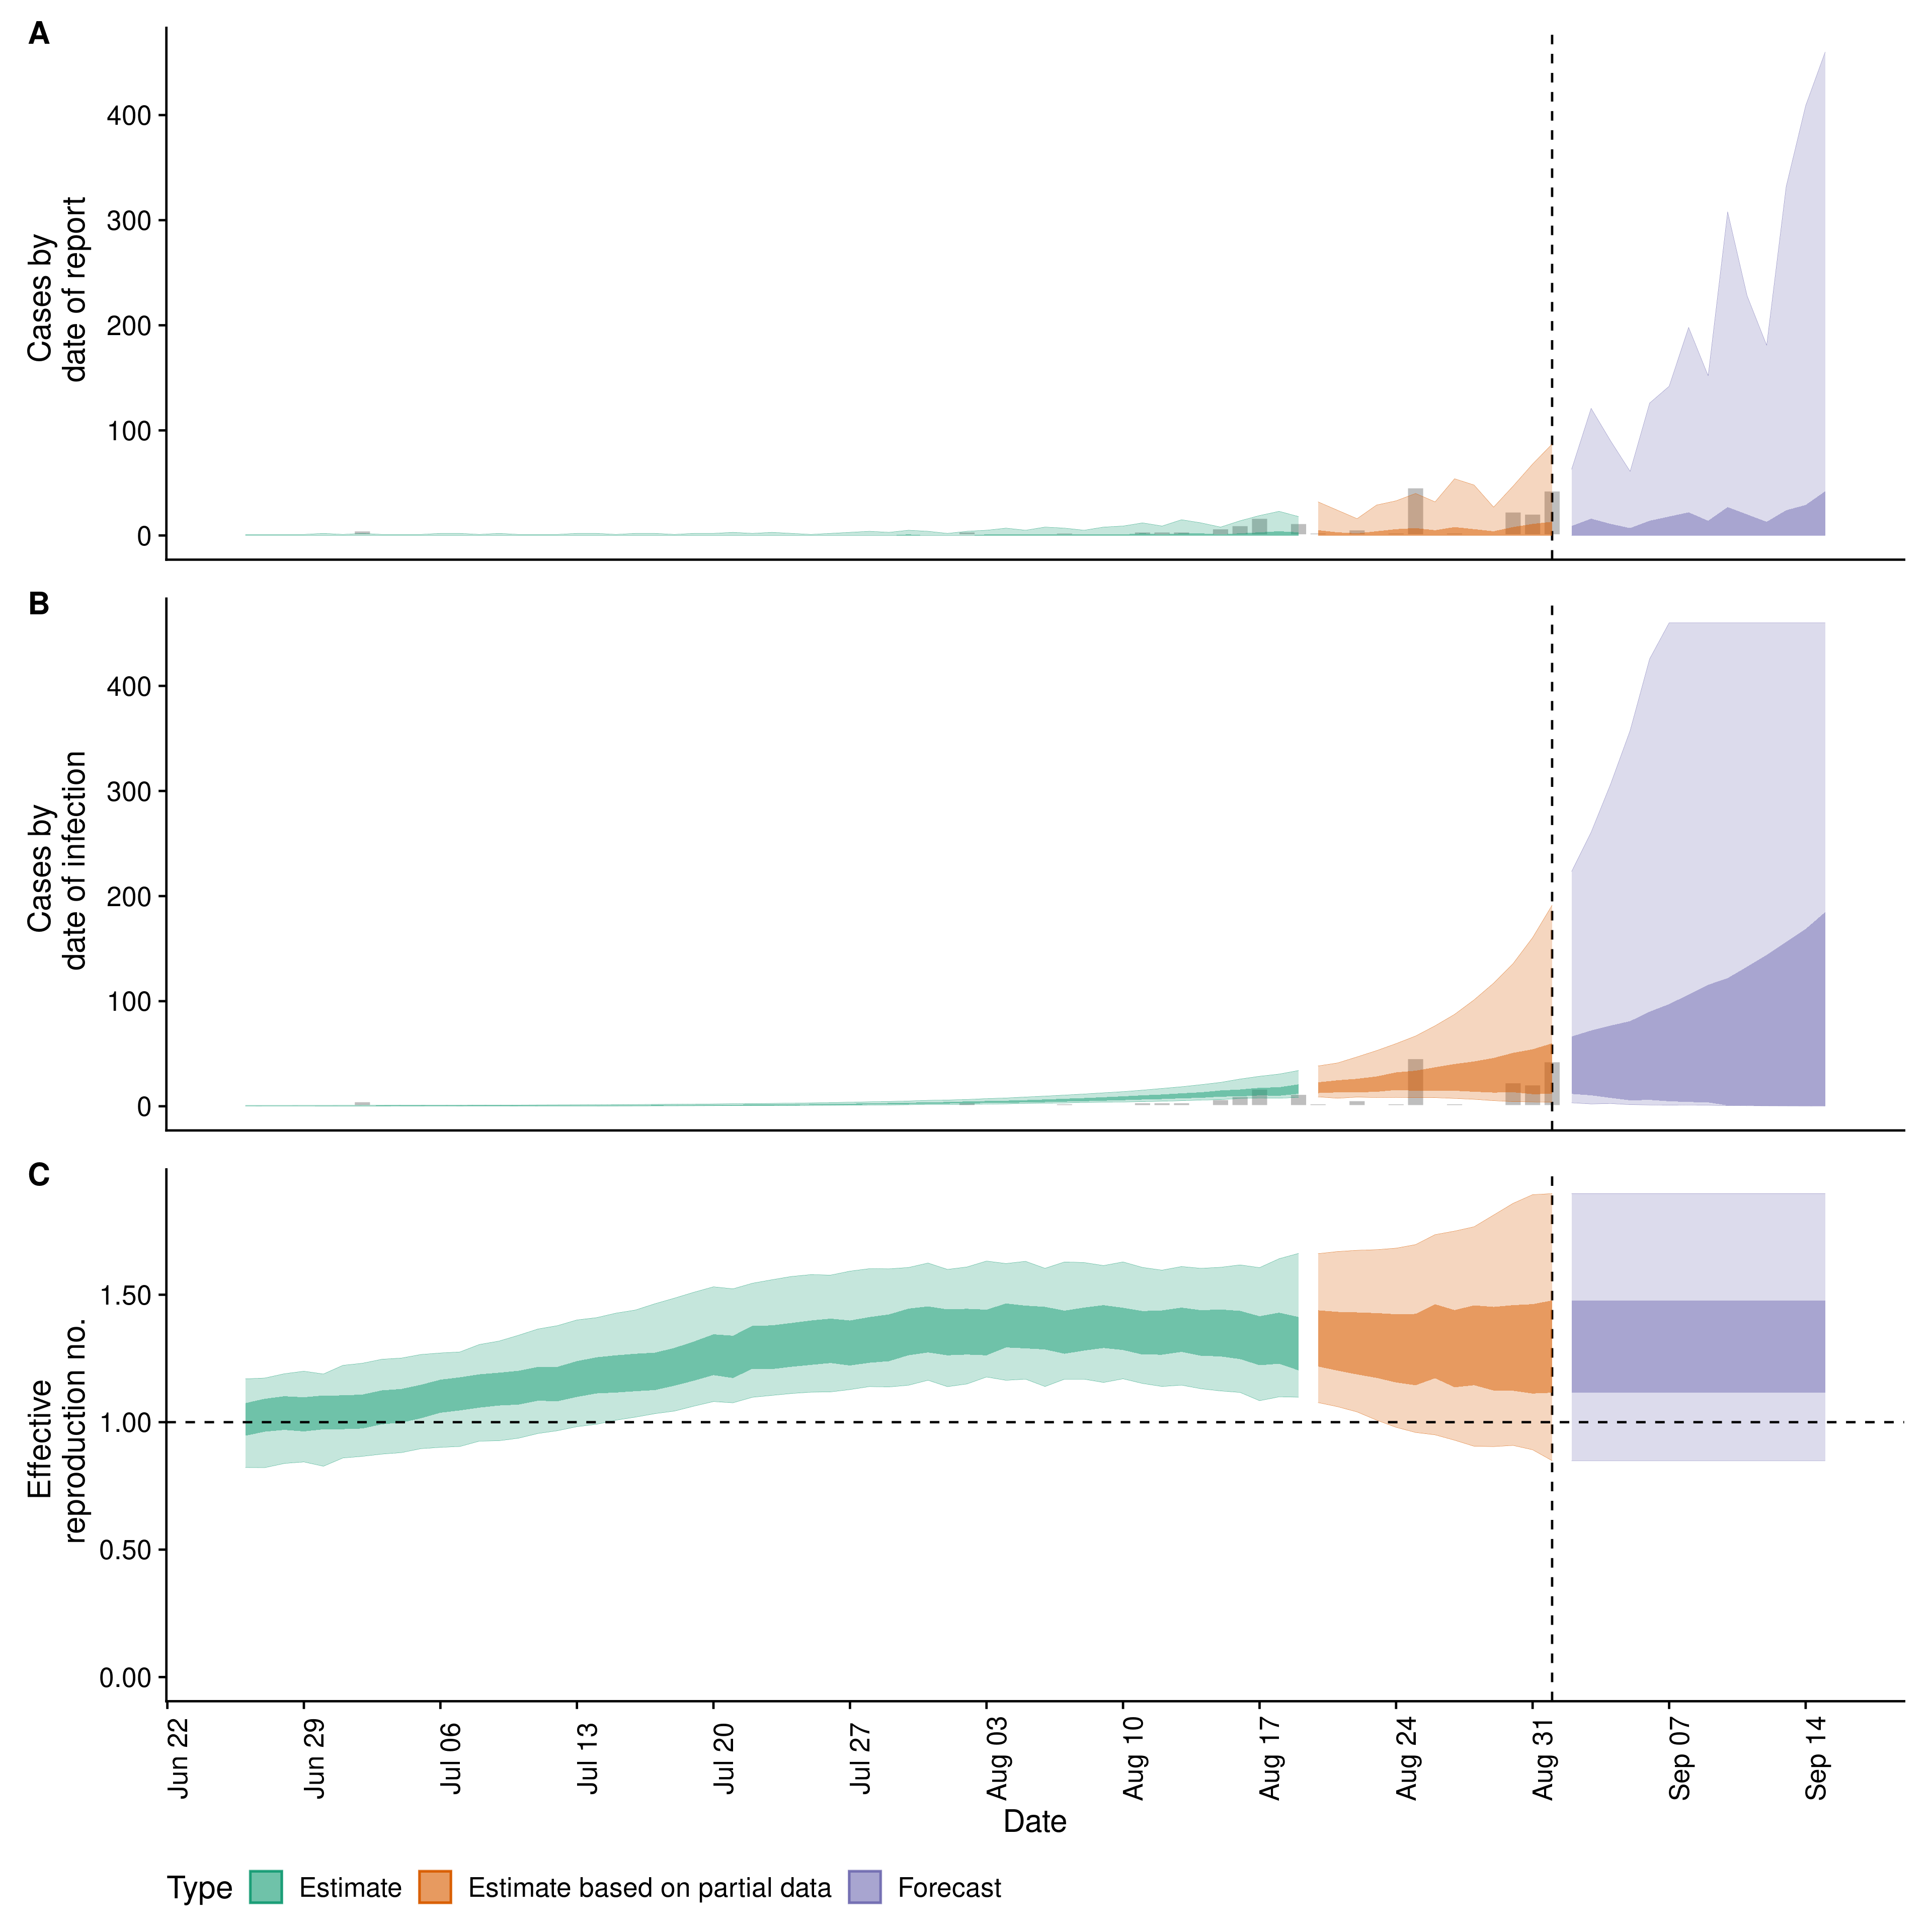 A
Cases by
date of report
400
300
200
100
0
B
Cases by
date of infection
400
300
200
100
0
C
Effective
reproduction no.
1.50
1.00
0.50
0.00
Jun 22
Jun 29
Jul 06
Jul 13
Jul 20
Jul 27
Aug 03
Aug 10
Aug 17
Aug 24
Aug 31
Sep 07
Sep 14
Date
Type Estimate Estimate based on partial data Forecast